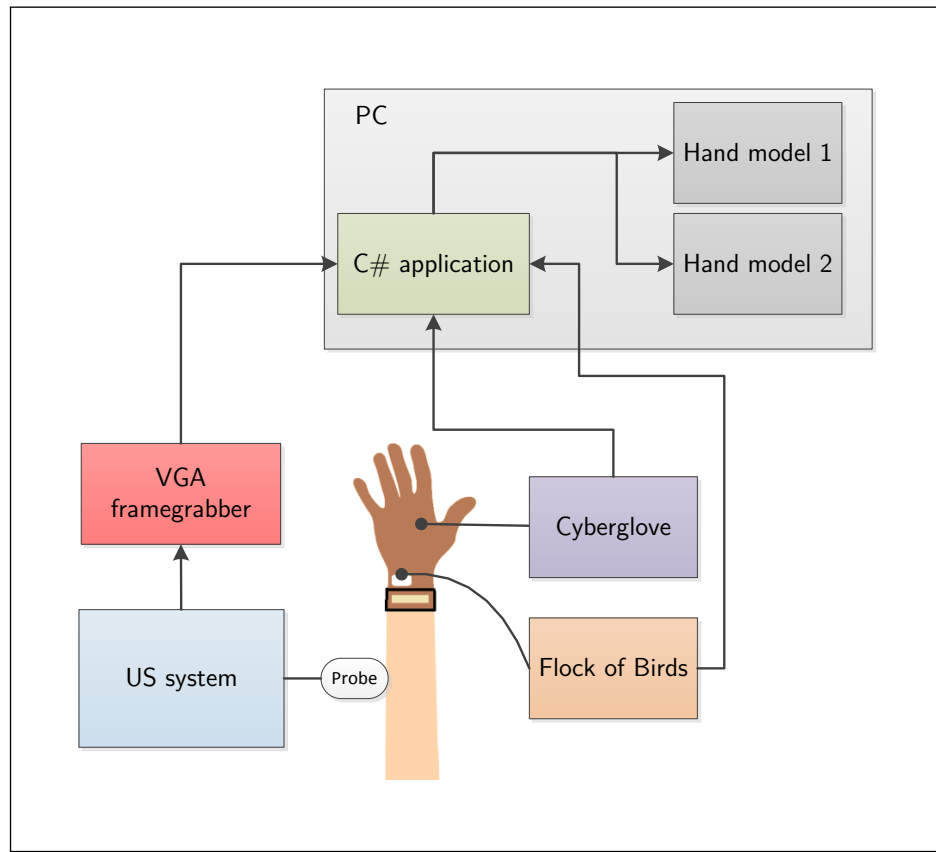 PC
Hand model 1
C# application
Hand model 2
VGA
framegrabber
Cyberglove
US system
Probe
Flock of Birds